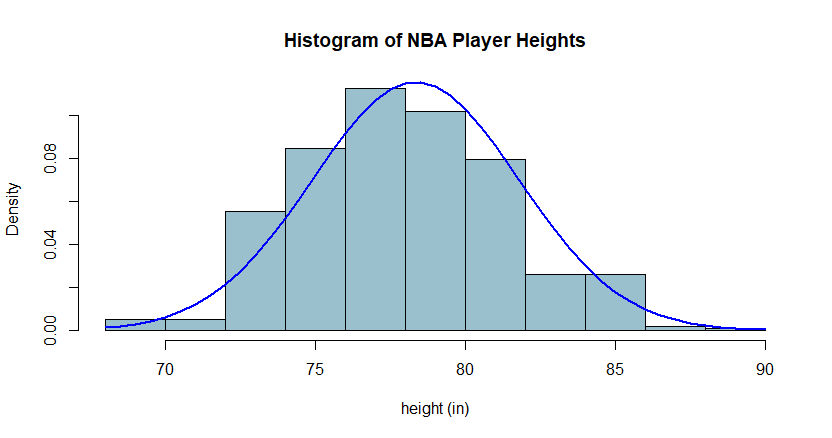 Histogram of NBA Player Heights
Density
0.08
0.04
0.00
70 75 80 85 90
height (in)